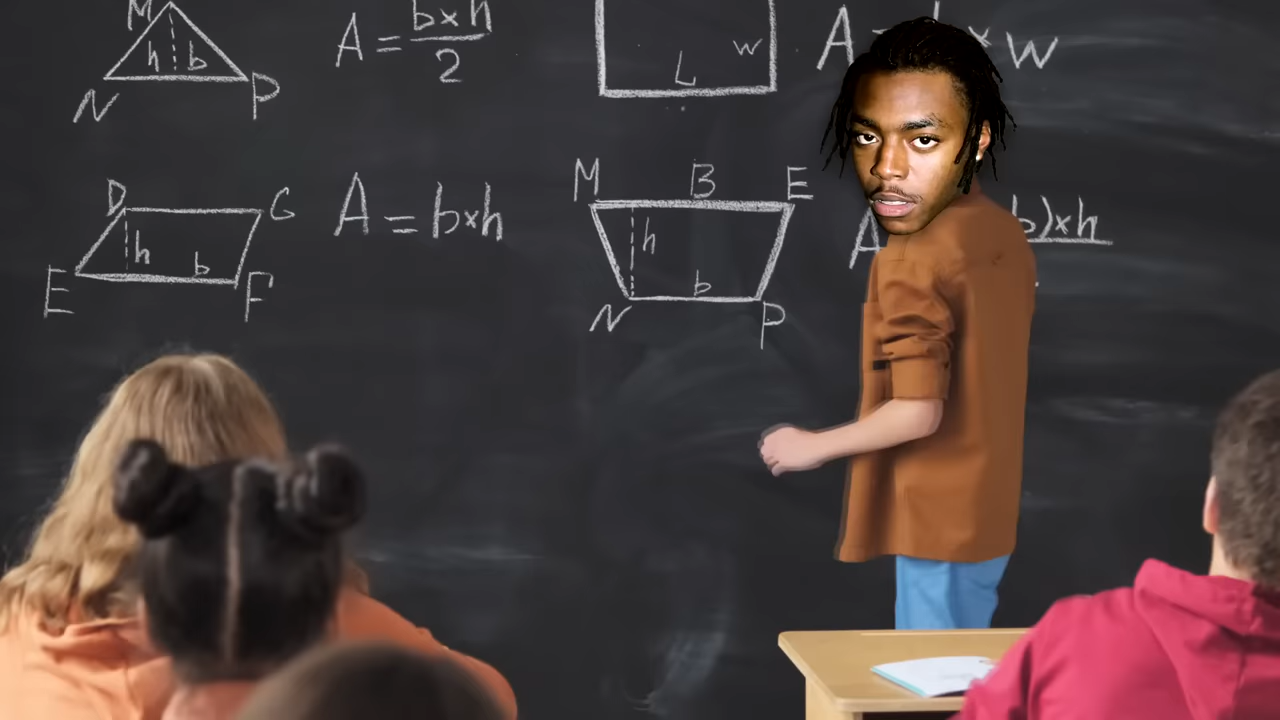 M
h b
N P
A = b×h
2
L w
w
D G
h
b
E F
A = b×h
M B E
h
b
N P
A
b)×h